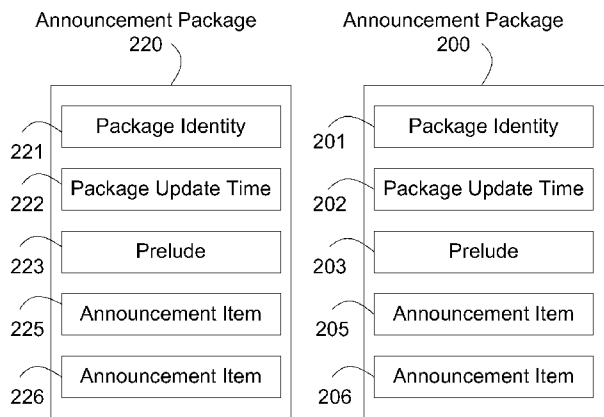 Announcement Package
220
Package Identity
221
Package Update Time
222
Prelude
223
Announcement Item
225
Announcement Item
226
Announcement Package
200
Package Identity
201
Package Update Time
202
Prelude
203
Announcement Item
205
Announcement Item
206